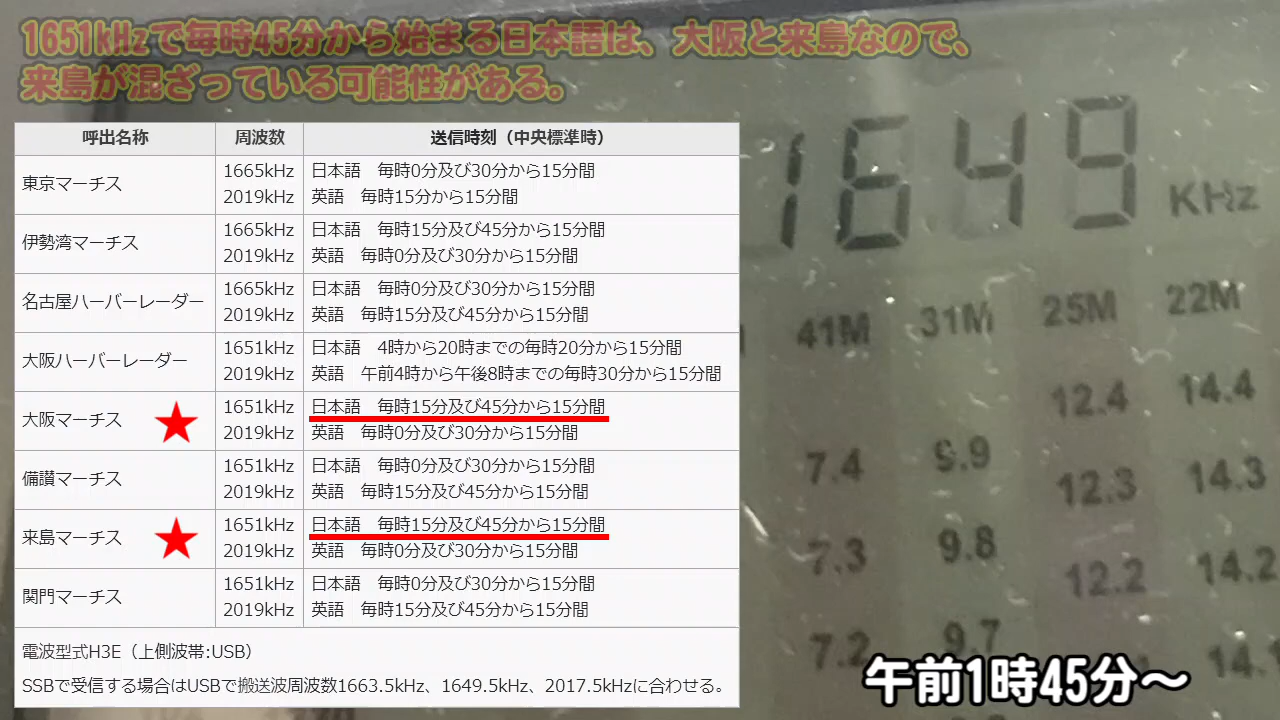 1651kHzで毎時45分から始まる日本語は、大阪と来島なので、
来島が混ざっている可能性がある。
呼出名称 周波数 送信時刻（中央標準時）
東京マーチス 1665kHz 日本語　毎時0分及び30分から15分間
2019kHz 英語　毎時15分から15分間
伊勢湾マーチス 1665kHz 日本語　毎時15分及び45分から15分間
2019kHz 英語　毎時0分及び30分から15分間
名古屋ハーバーレーダー 1665kHz 日本語　毎時0分及び30分から15分間
2019kHz 英語　毎時15分及び45分から15分間
大阪ハーバーレーダー 1651kHz 日本語　4時から20時までの毎時20分から15分間
2019kHz 英語　午前4時から午後8時までの毎時30分から15分間
大阪マーチス ★ 1651kHz 日本語　毎時15分及び45分から15分間
2019kHz 英語　毎時0分及び30分から15分間
備讃マーチス 1651kHz 日本語　毎時0分及び30分から15分間
2019kHz 英語　毎時15分及び45分から15分間
来島マーチス ★ 1651kHz 日本語　毎時15分及び45分から15分間
2019kHz 英語　毎時0分及び30分から15分間
関門マーチス 1651kHz 日本語　毎時0分及び30分から15分間
2019kHz 英語　毎時15分及び45分から15分間
電波型式H3E（上側波帯:USB）
SSBで受信する場合はUSBで搬送波周波数1663.5kHz、1649.5kHz、2017.5kHzに合わせる。
1649 KHz
41M 31M 25M 22M
12.4 14.4
7.4 9.9 12.3 14.3
7.3 9.8 12.2 14.2
7.2 9.7
午前1時45分～